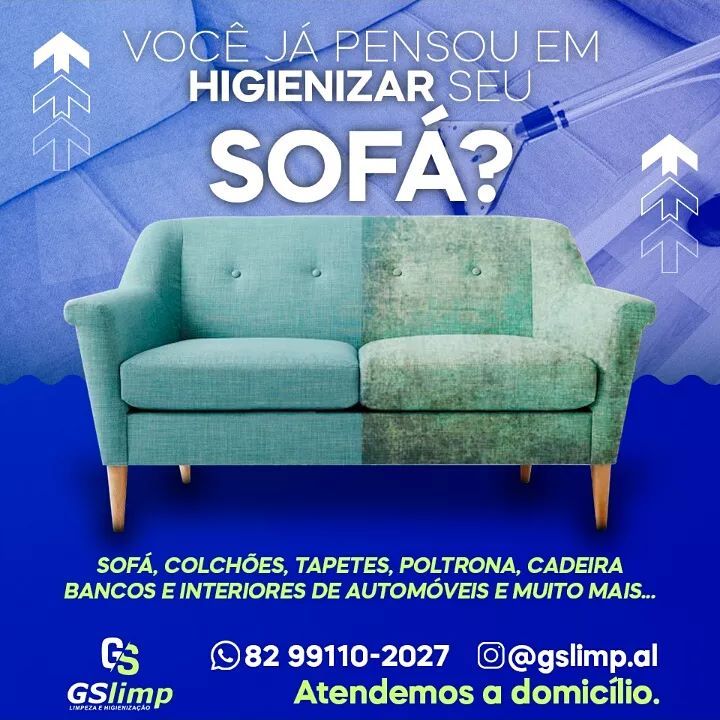 VOCÊ JÁ PENSOU EM
HIGIENIZAR SEU
SOFÁ?
SOFÁ, COLCHÕES, TAPETES, POLTRONA, CADEIRA
BANCOS E INTERIORES DE AUTOMÓVEIS E MUITO MAIS...
GS
GSlimp
LIMPEZA E HIGIENIZAÇÃO
82 99110-2027 @gslimp.al
Atendemos a domicílio.